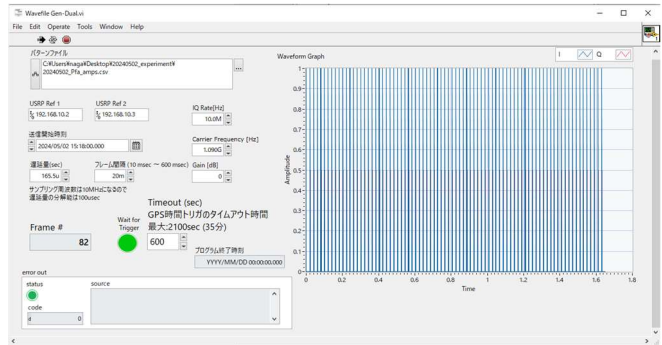 Wavefile Gen-Dual.vi
File Edit Operate Tools Window Help
パターンファイル
C:¥Users¥naga¥Desktop¥20240502_experiment¥
20240502_Pfa_amps.csv
...
USRP Ref 1
192.168.10.2
USRP Ref 2
192.168.10.3
IQ Rate[Hz]
10.0M
送信開始時刻
2024/05/02 15:18:00.000
Carrier Frequency [Hz]
1.090G
遅延量(sec)
165.5u
フレーム間隔 (10 msec ～ 600 msec)
20m
Gain [dB]
0
サンプリング周波数は10MHzになるので
遅延量の分解能は100usec
Frame #
82
Wait for
Trigger
Timeout (sec)
GPS時間トリガのタイムアウト時間
最大:2100sec (35分)
600
プログラム終了時刻
YYYY/MM/DD 00:00:00.000
error out
status
source
code
d 0
Waveform Graph
I
Q
Amplitude
1
0.9
0.8
0.7
0.6
0.5
0.4
0.3
0.2
0.1
0
0 0.2 0.4 0.6 0.8 1 1.2 1.4 1.6 1.8
Time